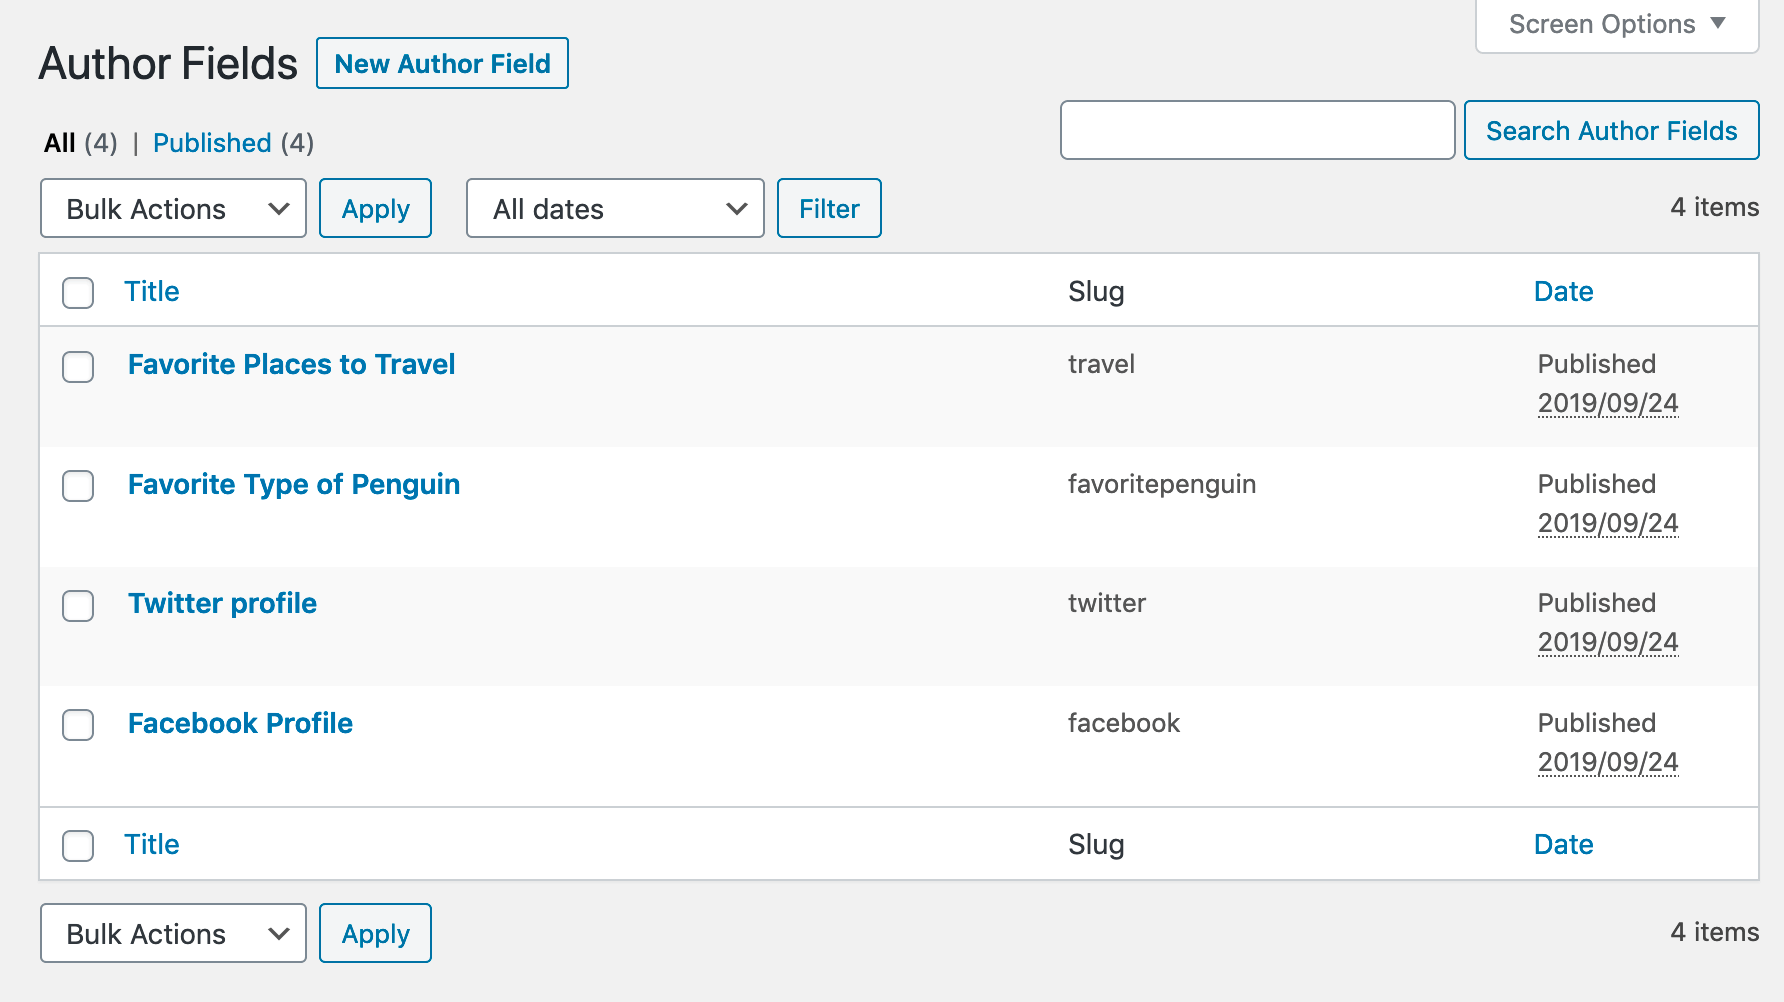 Screen Options
Author Fields New Author Field
Search Author Fields
All (4) | Published (4)
Bulk Actions Apply All dates Filter 4 items
Title Slug Date
Favorite Places to Travel travel Published
2019/09/24
Favorite Type of Penguin favoritepenguin Published
2019/09/24
Twitter profile twitter Published
2019/09/24
Facebook Profile facebook Published
2019/09/24
Title Slug Date
Bulk Actions Apply 4 items